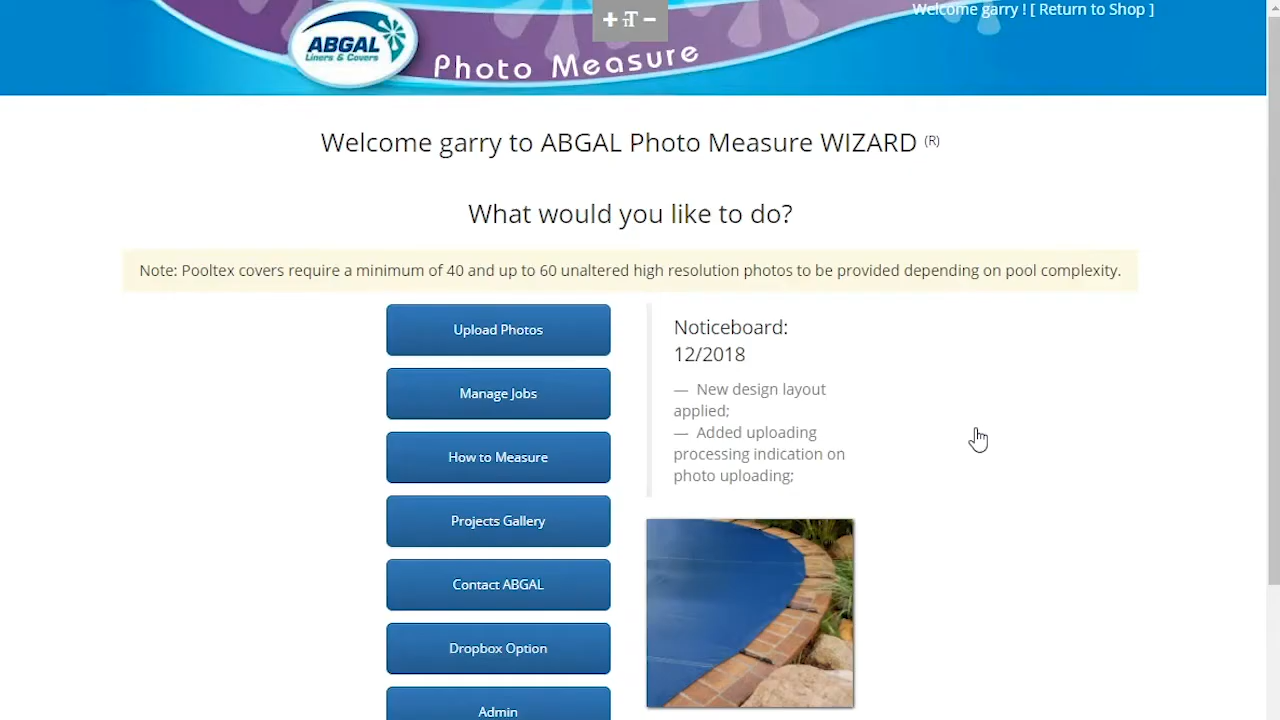 Welcome garry ! [ Return to Shop ]
+ TT −
ABGAL
Liners & Covers
Photo Measure
Welcome garry to ABGAL Photo Measure WIZARD (R)
What would you like to do?
Note: Pooltex covers require a minimum of 40 and up to 60 unaltered high resolution photos to be provided depending on pool complexity.
Upload Photos
Manage Jobs
How to Measure
Projects Gallery
Contact ABGAL
Dropbox Option
Admin
Noticeboard:
12/2018
— New design layout
applied;
— Added uploading
processing indication on
photo uploading;